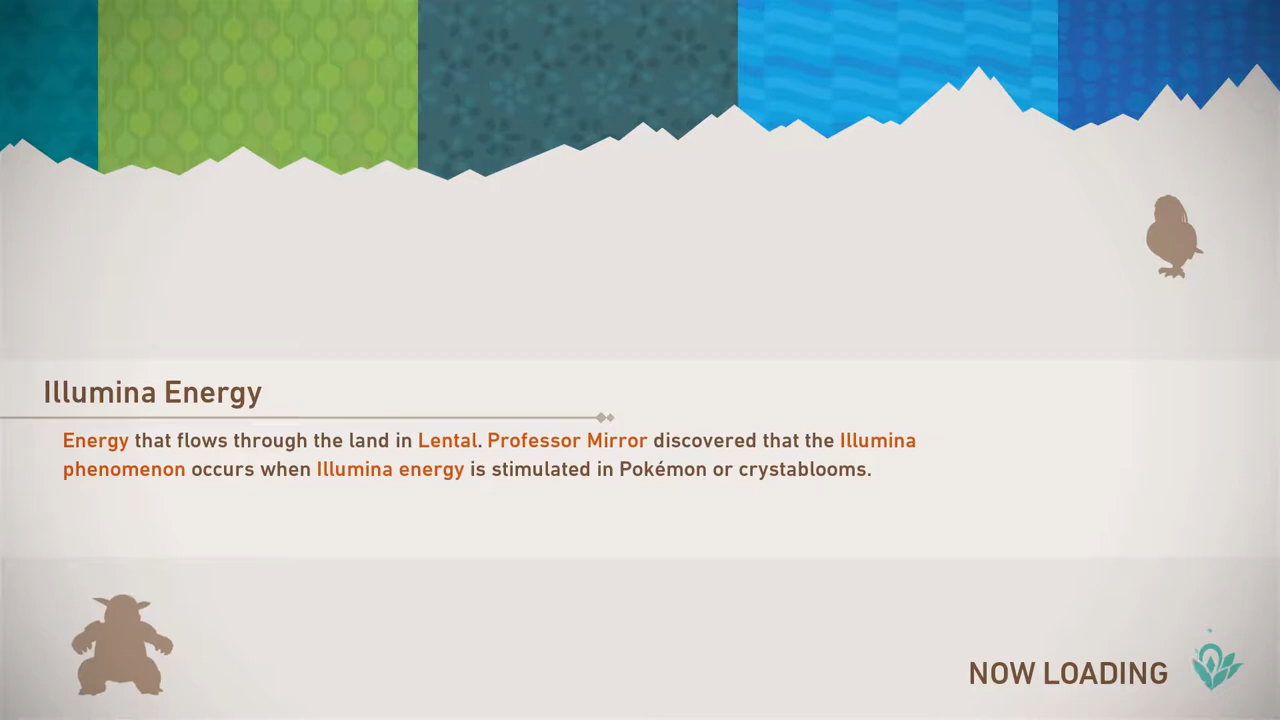 Illumina Energy
Energy that flows through the land in Lental. Professor Mirror discovered that the Illumina
phenomenon occurs when Illumina energy is stimulated in Pokémon or crystablooms.
NOW LOADING